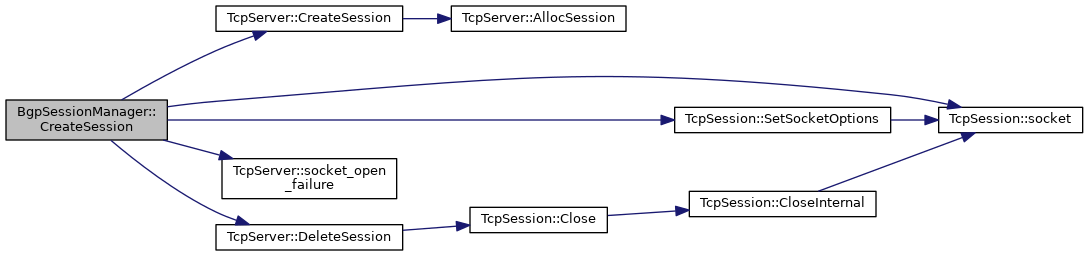 TcpServer::CreateSession
TcpServer::AllocSession
BgpSessionManager::
CreateSession
TcpSession::SetSocketOptions
TcpSession::socket
TcpServer::socket_open
_failure
TcpSession::CloseInternal
TcpSession::Close
TcpServer::DeleteSession